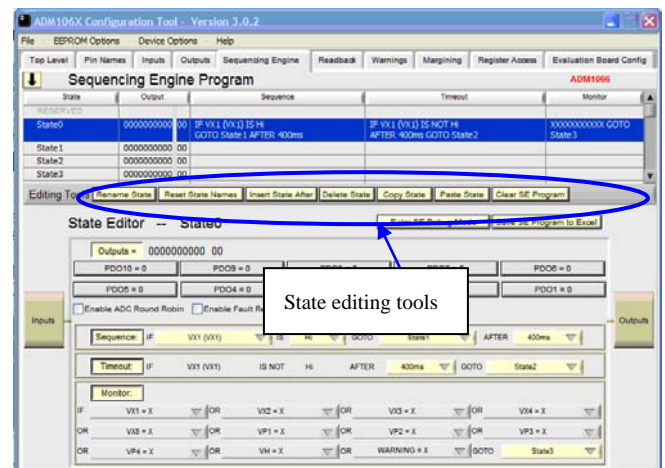 ADM106X Configuration Tool - Version 3.0.2
File EEPROM Options Device Options Help
Top Level Pin Names Inputs Outputs Sequencing Engine Readback Warnings Margining Register Access Evaluation Board Config
Sequencing Engine Program ADM1066
State Output Sequence Timeout Monitor
RESERVED
State0 0000000000 00 IF VX1 (VX1) IS Hi IF VX1 (VX1) IS NOT Hi XXXXXXXXXXX GOTO
GOTO State1 AFTER 400ms AFTER 400ms GOTO State2 State3
State1 0000000000 00
State2 0000000000 00
State3 0000000000 00
Editing Tools Rename State Reset State Names Insert State After Delete State Copy State Paste State Clear SE Program
State Editor -- State0 Enter SE Debug Mode Save SE Program to Excel
Outputs = 0000000000 00
PDO10 = 0 PDO9 = 0 PDO6 = 0
PDO5 = 0 PDO4 = 0 PDO1 = 0
State editing tools
Enable ADC Round Robin Enable Fault
Inputs Outputs
Sequence: IF VX1 (VX1) IS Hi GOTO State1 AFTER 400ms
Timeout: IF VX1 (VX1) IS NOT Hi AFTER 400ms GOTO State2
Monitor:
IF VX1 = X OR VX2 = X OR VX3 = X OR VX4 = X
OR VX5 = X OR VP1 = X OR VP2 = X OR VP3 = X
OR VP4 = X OR VH = X OR WARNING = X GOTO State3